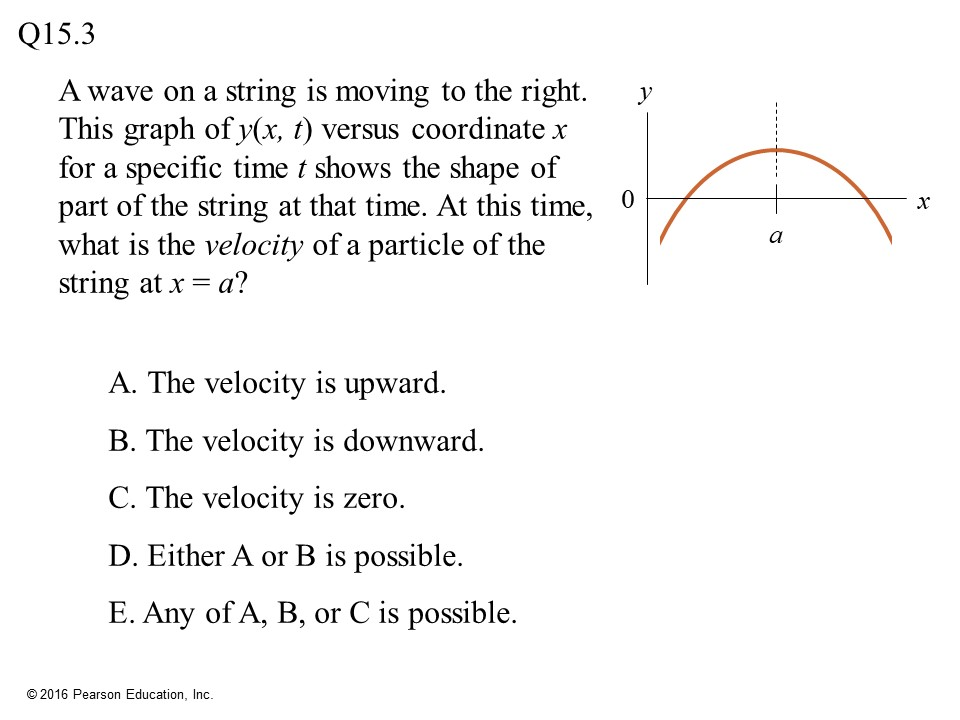 Q15.3
A wave on a string is moving to the right.
This graph of y(x, t) versus coordinate x
for a specific time t shows the shape of
part of the string at that time. At this time,
what is the velocity of a particle of the
string at x = a?
y
0
x
a
A. The velocity is upward.
B. The velocity is downward.
C. The velocity is zero.
D. Either A or B is possible.
E. Any of A, B, or C is possible.
© 2016 Pearson Education, Inc.